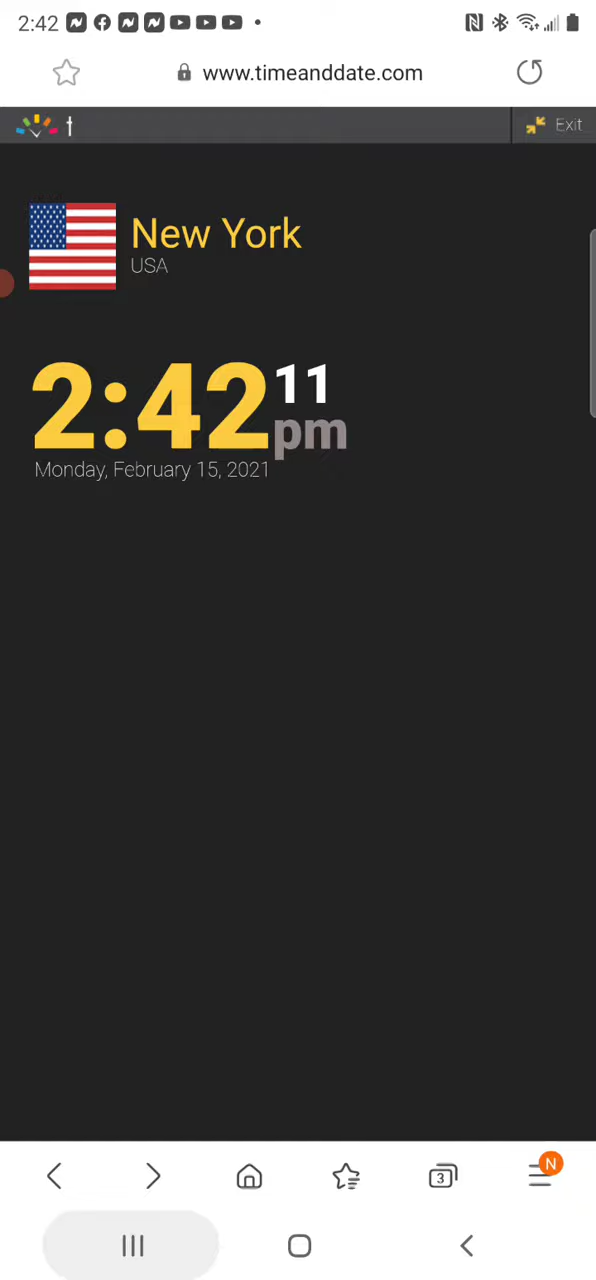 2:42
www.timeanddate.com
t
Exit
New York
USA
2:42 11
pm
Monday, February 15, 2021
3
N